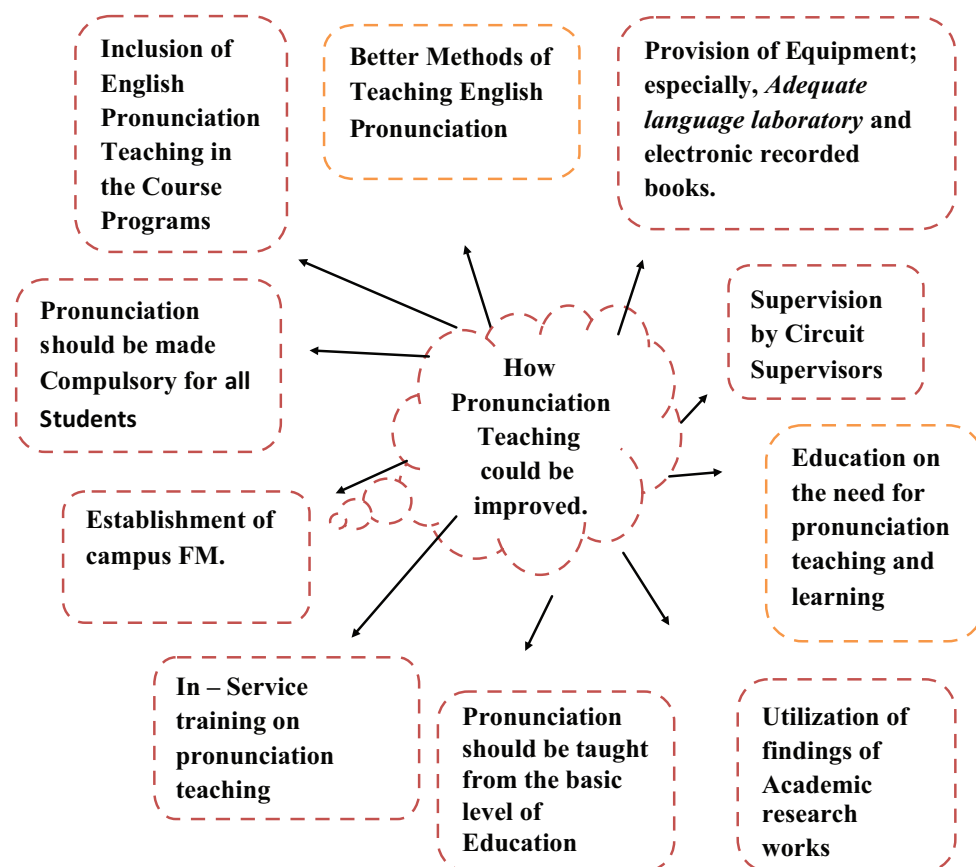 Inclusion of
English
Pronunciation
Teaching in
the Course
Programs
Better Methods of
Teaching English
Pronunciation
Provision of Equipment;
especially, Adequate
language laboratory and
electronic recorded
books.
Pronunciation
should be made
Compulsory for all
Students
How
Pronunciation
Teaching
could be
improved.
Supervision
by Circuit
Supervisors
Establishment of
campus FM.
Education on
the need for
pronunciation
teaching and
learning
In – Service
training on
pronunciation
teaching
Pronunciation
should be taught
from the basic
level of
Education
Utilization of
findings of
Academic
research
works